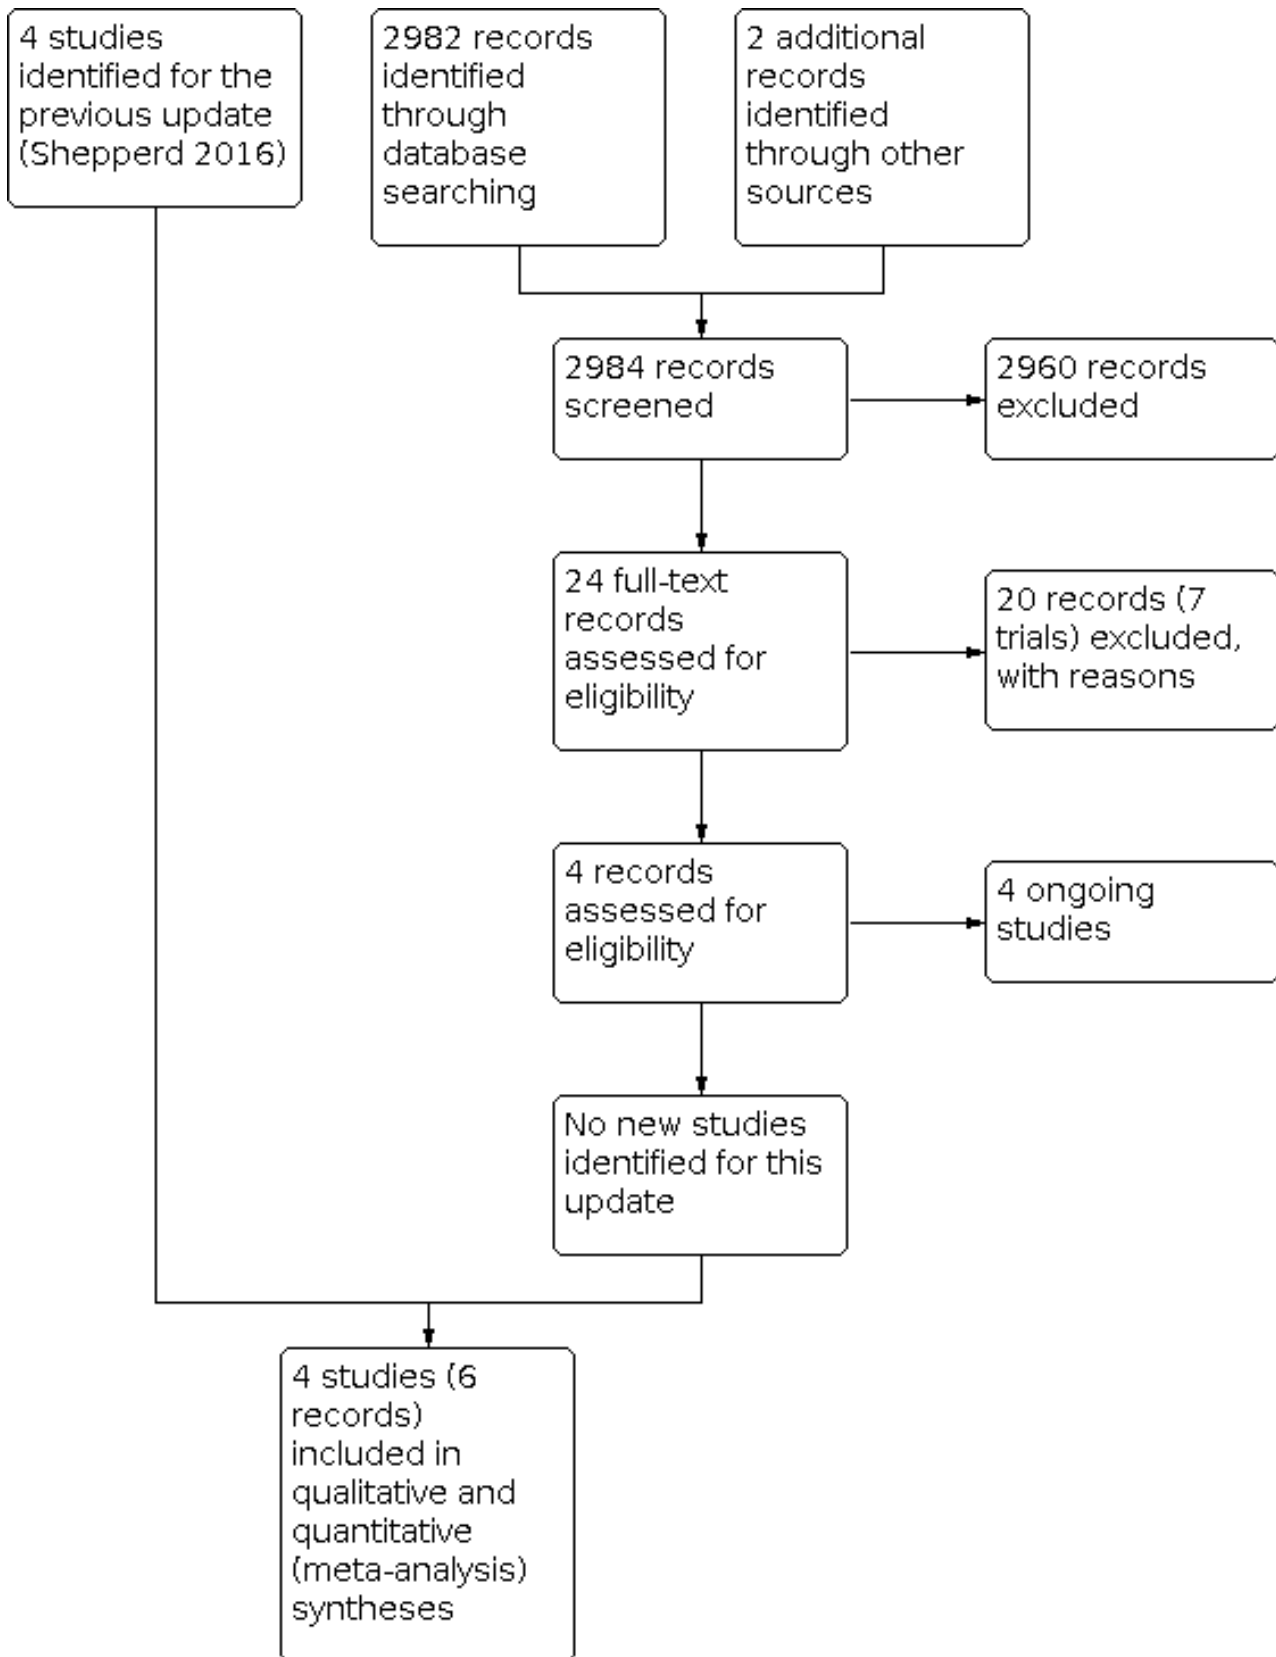 4 studies
identified for the
previous update
(Shepperd 2016)
2982 records
identified
through
database
searching
2 additional
records
identified
through other
sources
2984 records
screened
2960 records
excluded
24 full-text
records
assessed for
eligibility
20 records (7
trials) excluded,
with reasons
4 records
assessed for
eligibility
4 ongoing
studies
No new studies
identified for this
update
4 studies (6
records)
included in
qualitative and
quantitative
(meta-analysis)
syntheses